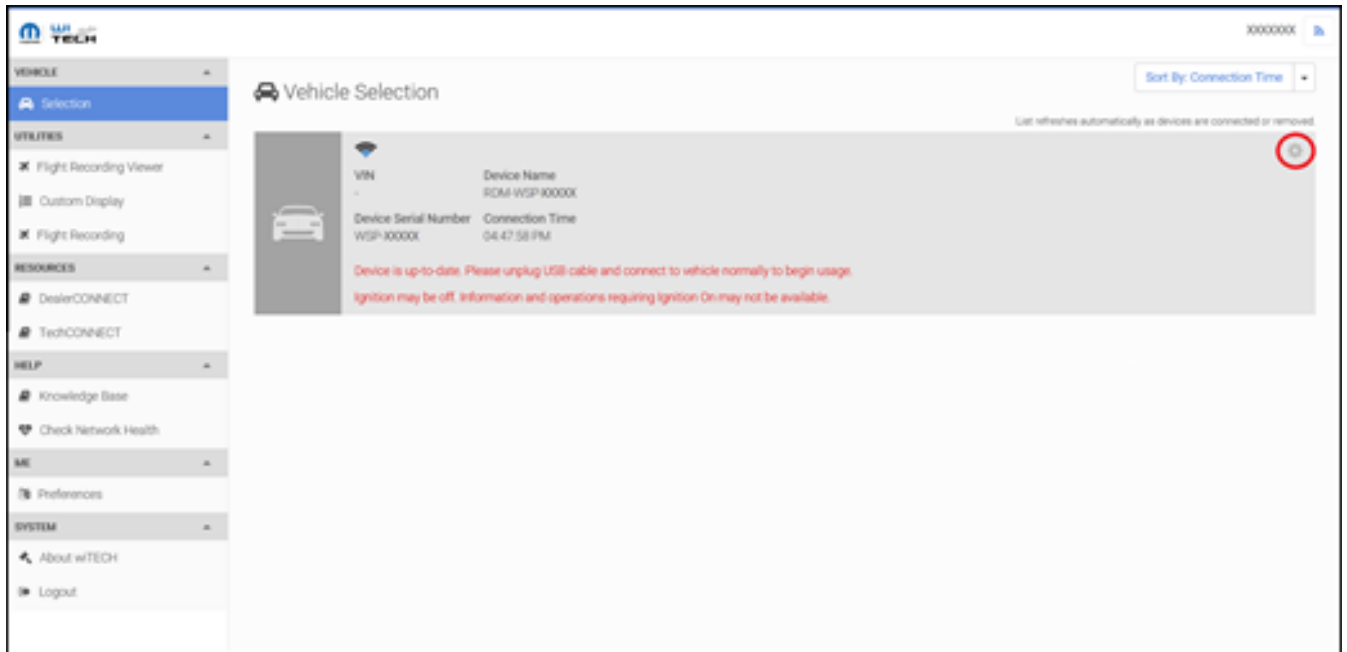 WI
TECH
XXXXXXX
VEHICLE
Selection
UTILITIES
Flight Recording Viewer
Custom Display
Flight Recording
RESOURCES
DealerCONNECT
TechCONNECT
HELP
Knowledge Base
Check Network Health
ME
Preferences
SYSTEM
About wiTECH
Logout
Vehicle Selection
Sort By: Connection Time
List refreshes automatically as devices are connected or removed.
VIN Device Name
- RDM-WSP-XXXXX
Device Serial Number Connection Time
WSP-XXXXX 04:47:58 PM
Device is up-to-date. Please unplug USB cable and connect to vehicle normally to begin usage.
Ignition may be off. Information and operations requiring Ignition On may not be available.